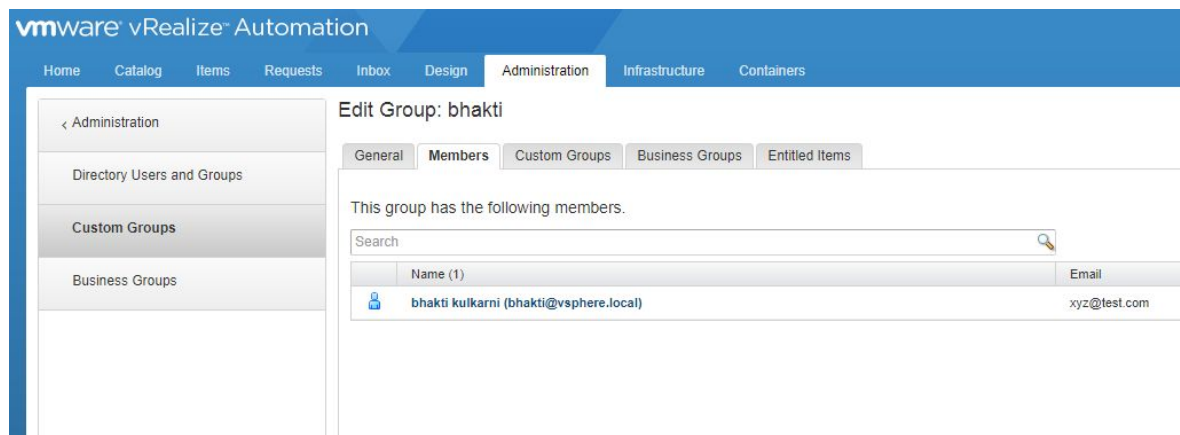 vmware® vRealize™ Automation
Home Catalog Items Requests Inbox Design Administration Infrastructure Containers
< Administration
Directory Users and Groups
Custom Groups
Business Groups
Edit Group: bhakti
General Members Custom Groups Business Groups Entitled Items
This group has the following members.
Search
Name (1) Email
bhakti kulkarni (bhakti@vsphere.local) xyz@test.com